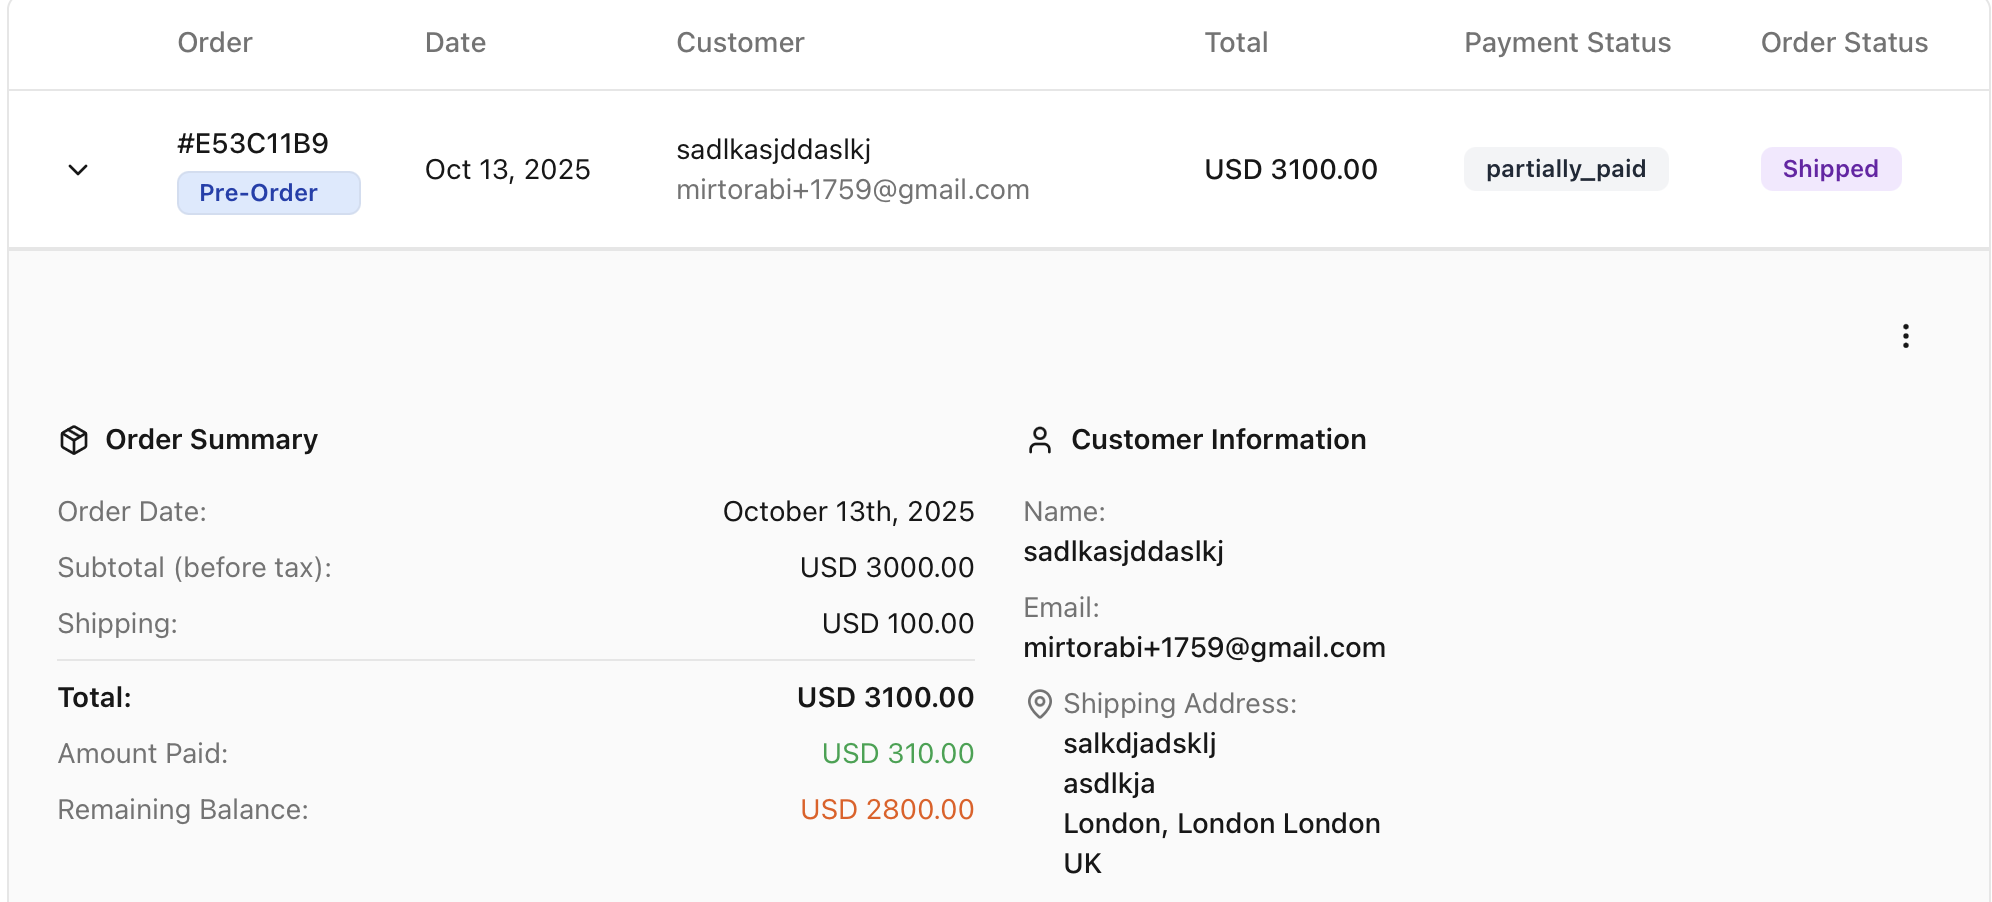 Order Date Customer Total Payment Status Order Status
#E53C11B9
Pre-Order
Oct 13, 2025
sadlkasjddaslkj
mirtorabi+1759@gmail.com
USD 3100.00
partially_paid
Shipped
Order Summary
Order Date: October 13th, 2025
Subtotal (before tax): USD 3000.00
Shipping: USD 100.00
Total: USD 3100.00
Amount Paid: USD 310.00
Remaining Balance: USD 2800.00
Customer Information
Name:
sadlkasjddaslkj
Email:
mirtorabi+1759@gmail.com
Shipping Address:
salkdjadsklj
asdlkja
London, London London
UK